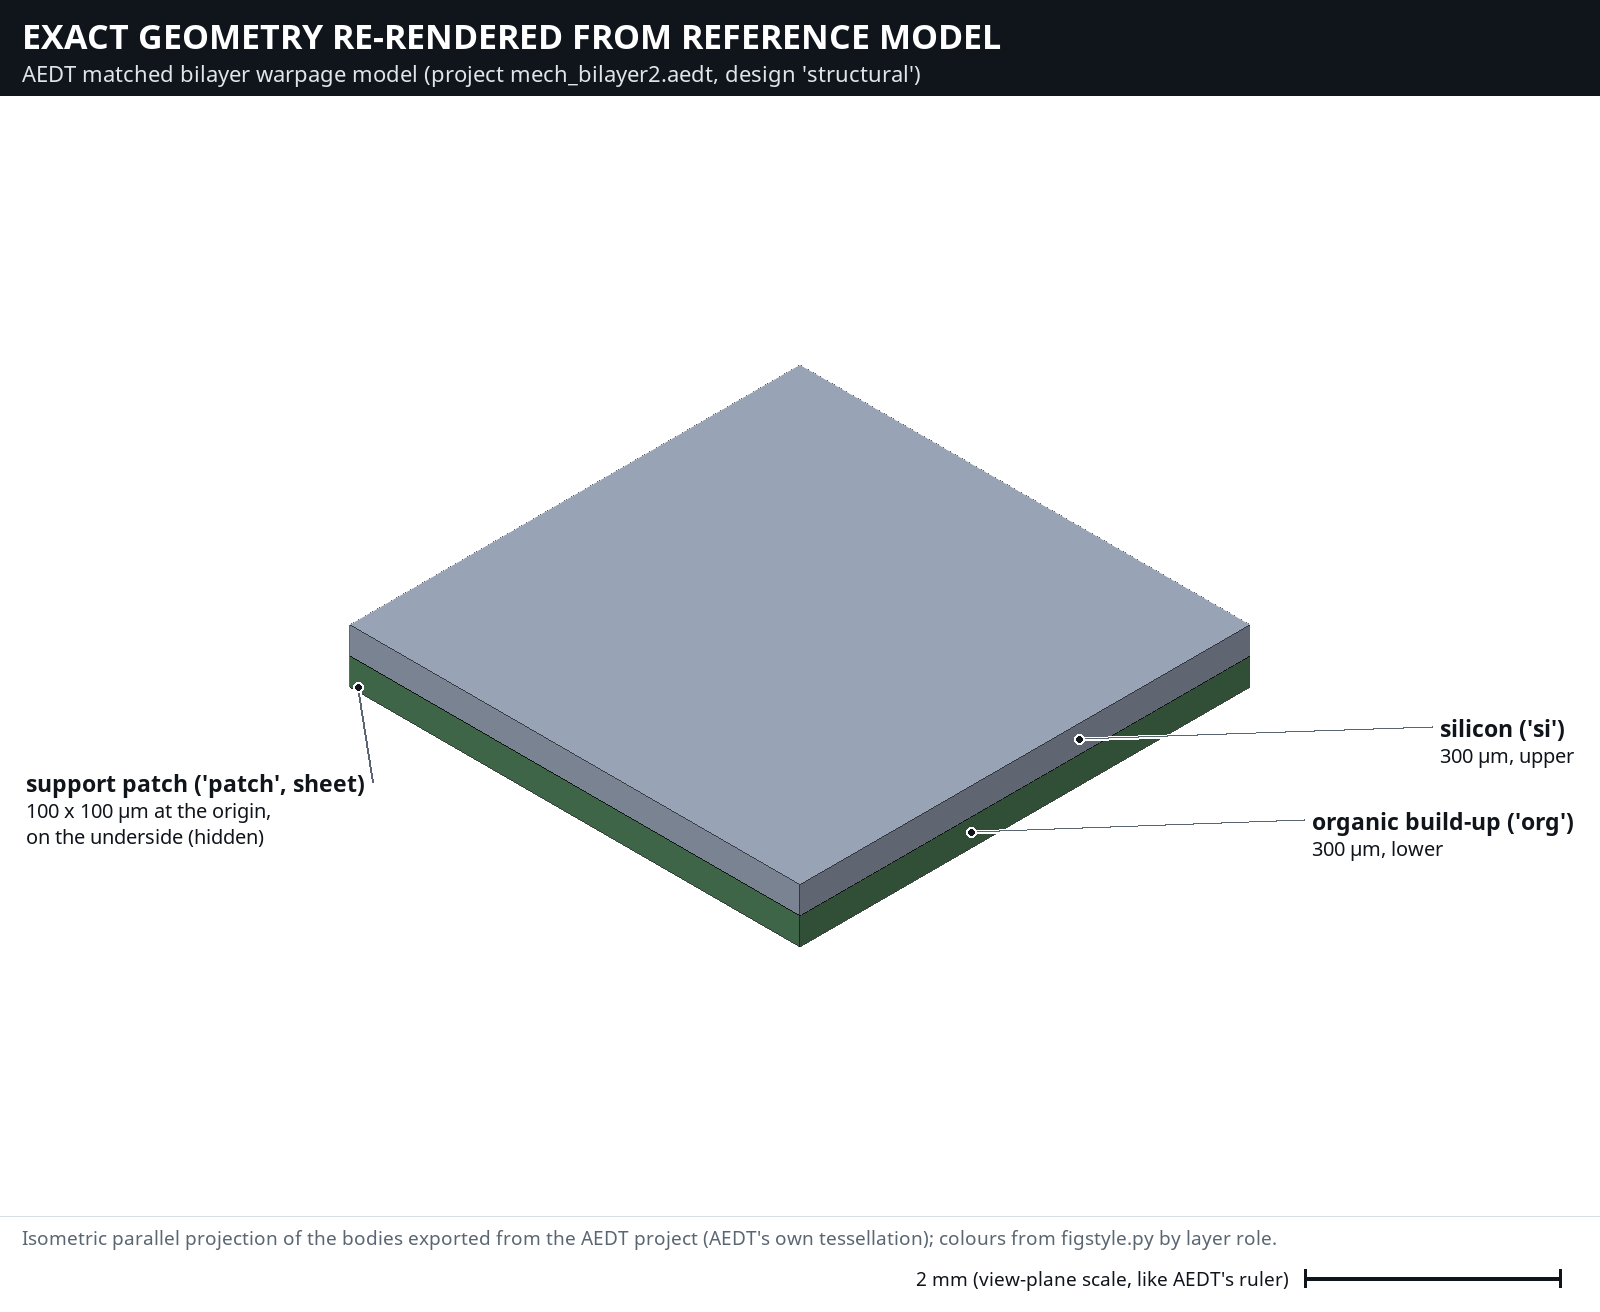 EXACT GEOMETRY RE-RENDERED FROM REFERENCE MODEL
AEDT matched bilayer warpage model (project mech_bilayer2.aedt, design 'structural')
silicon ('si')
300 µm, upper
support patch ('patch', sheet)
100 x 100 µm at the origin,
on the underside (hidden)
organic build-up ('org')
300 µm, lower
Isometric parallel projection of the bodies exported from the AEDT project (AEDT's own tessellation); colours from figstyle.py by layer role.
2 mm (view-plane scale, like AEDT's ruler)